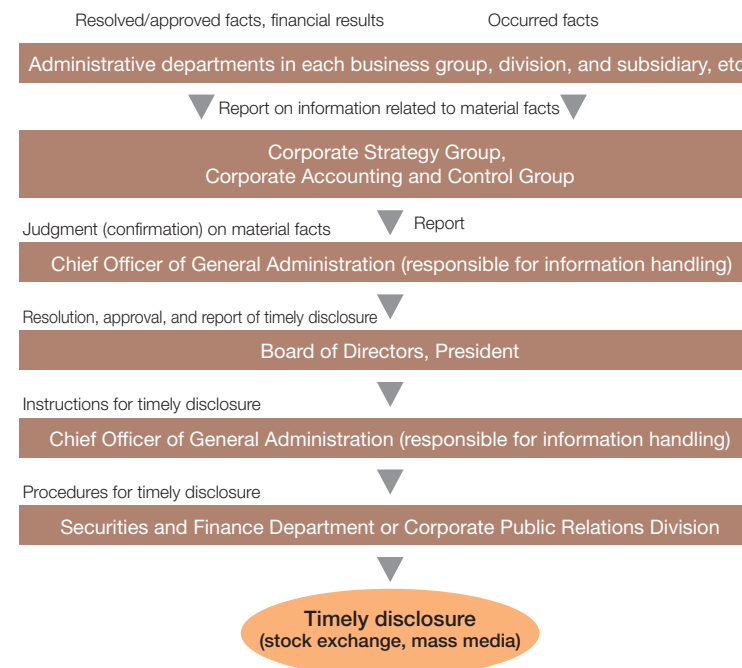 Resolved/approved facts, financial results
Occurred facts
Administrative departments in each business group, division, and subsidiary, etc
Report on information related to material facts
Corporate Strategy Group,
Corporate Accounting and Control Group
Report
Judgment (confirmation) on material facts
Chief Officer of General Administration (responsible for information handling)
Resolution, approval, and report of timely disclosure
Board of Directors, President
Instructions for timely disclosure
Chief Officer of General Administration (responsible for information handling)
Procedures for timely disclosure
Securities and Finance Department or Corporate Public Relations Division
Timely disclosure
(stock exchange, mass media)